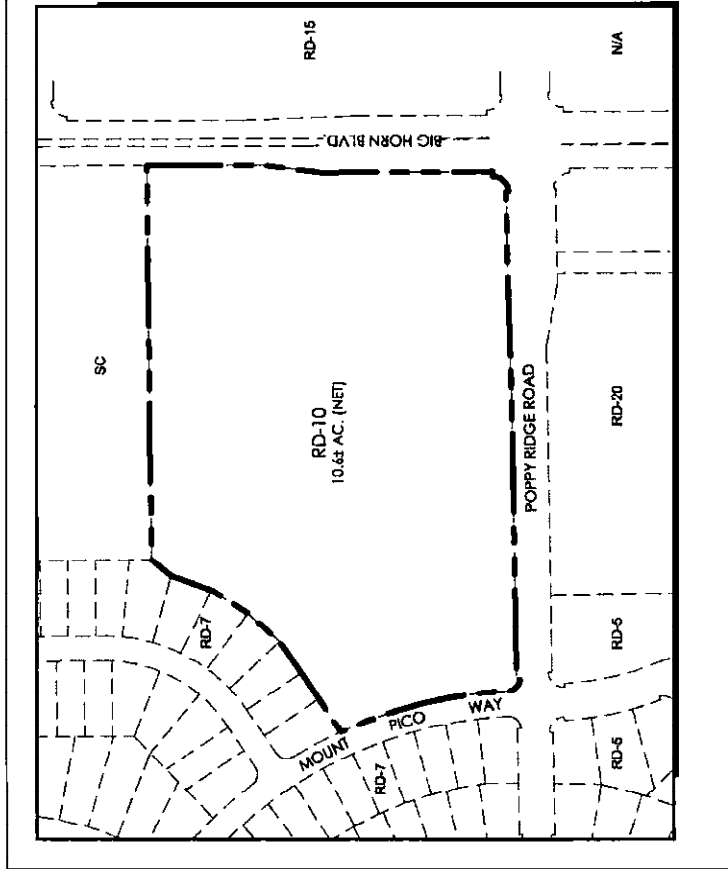 RD-15
N/A
BIG HORN BLVD
SC
RD-10
10.6± AC. (NET)
POPPY RIDGE ROAD
RD-20
RD-7
MOUNT PICO WAY
RD-7
RD-5
RD-5